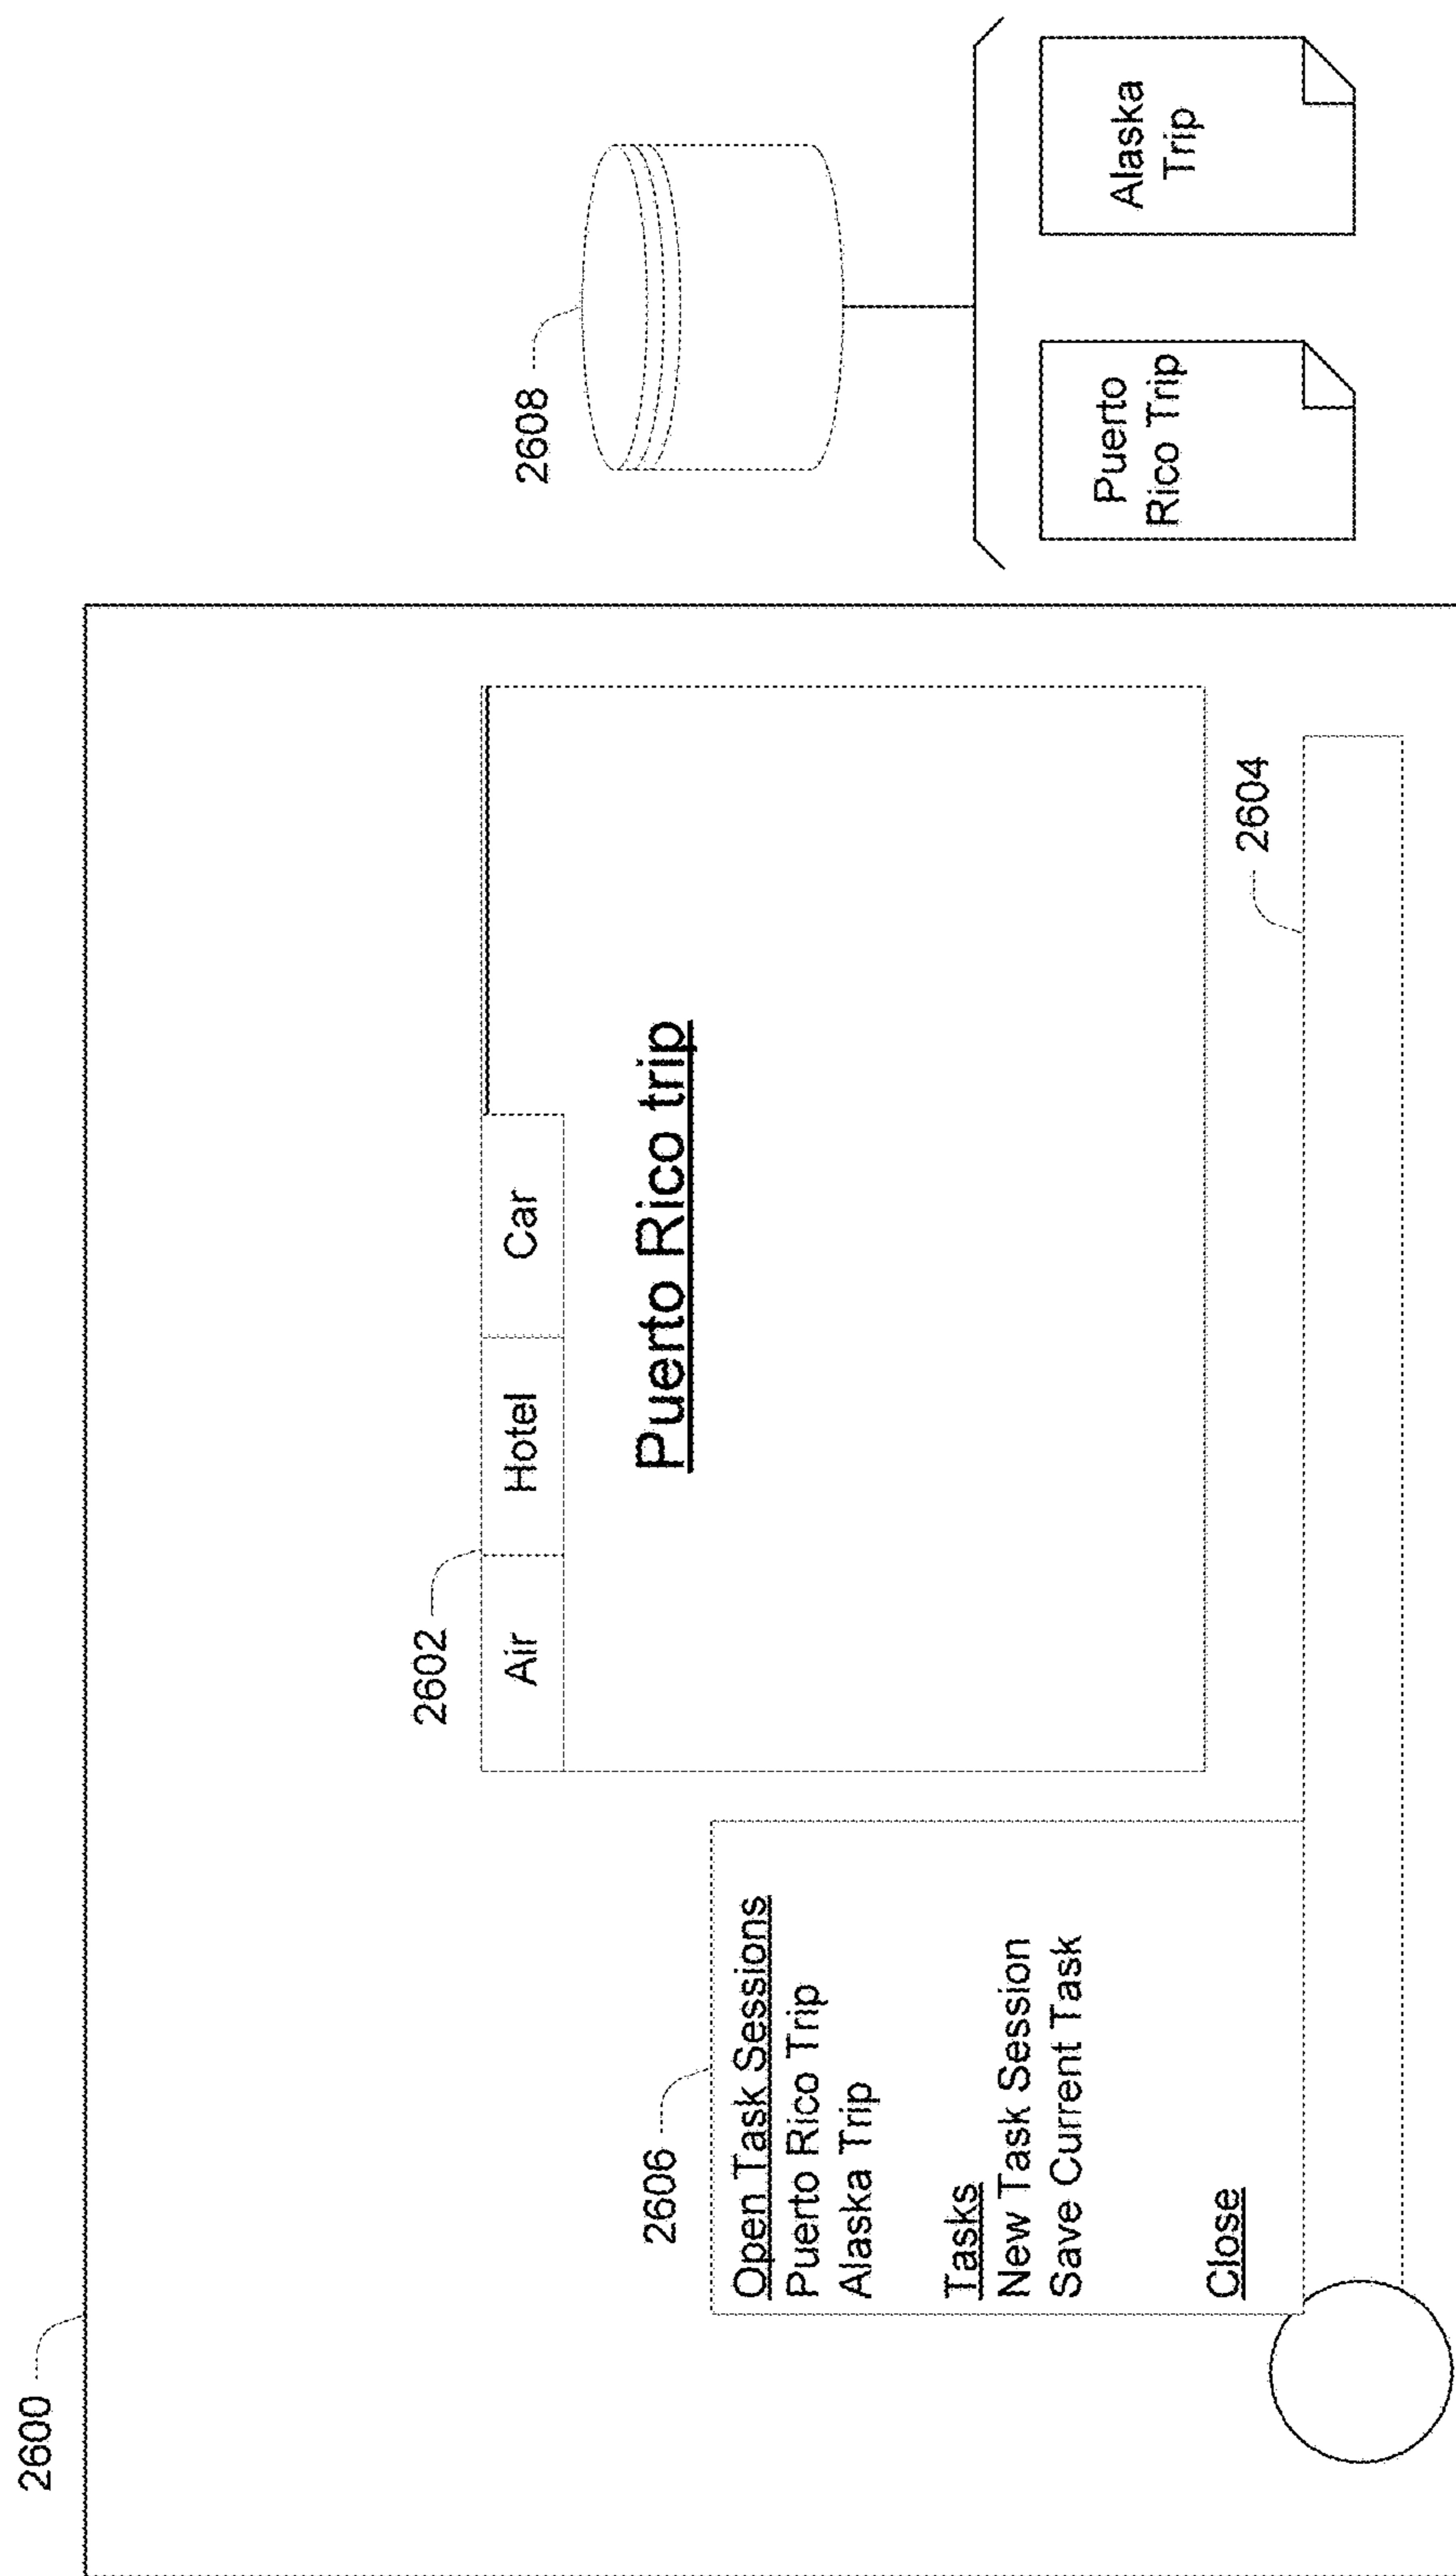 2600
2602
Air Hotel Car
Puerto Rico trip
2606
Open Task Sessions
Puerto Rico Trip
Alaska Trip
Tasks
New Task Session
Save Current Task
Close
2604
2608
Puerto
Rico Trip
Alaska
Trip